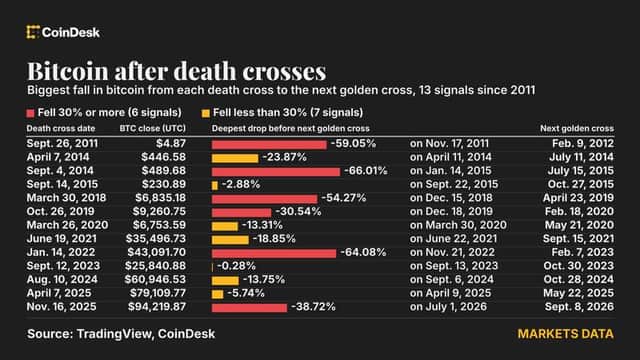 CoinDesk
Bitcoin after death crosses
Biggest fall in bitcoin from each death cross to the next golden cross, 13 signals since 2011
Fell 30% or more (6 signals) Fell less than 30% (7 signals)
Death cross date BTC close (UTC) Deepest drop before next golden cross Next golden cross
Sept. 26, 2011 $4.87 -59.05% on Nov. 17, 2011 Feb. 9, 2012
April 7, 2014 $446.58 -23.87% on April 11, 2014 July 11, 2014
Sept. 4, 2014 $489.68 -66.01% on Jan. 14, 2015 July 15, 2015
Sept. 14, 2015 $230.89 -2.88% on Sept. 22, 2015 Oct. 27, 2015
March 30, 2018 $6,835.18 -54.27% on Dec. 15, 2018 April 23, 2019
Oct. 26, 2019 $9,260.75 -30.54% on Dec. 18, 2019 Feb. 18, 2020
March 26, 2020 $6,753.59 -13.31% on March 30, 2020 May 21, 2020
June 19, 2021 $35,496.73 -18.85% on June 22, 2021 Sept. 15, 2021
Jan. 14, 2022 $43,091.70 -64.08% on Nov. 21, 2022 Feb. 7, 2023
Sept. 12, 2023 $25,840.88 -0.28% on Sept. 13, 2023 Oct. 30, 2023
Aug. 10, 2024 $60,946.53 -13.75% on Sept. 6, 2024 Oct. 28, 2024
April 7, 2025 $79,109.77 -5.74% on April 9, 2025 May 22, 2025
Nov. 16, 2025 $94,219.87 -38.72% on July 1, 2026 Sept. 8, 2026
Source: TradingView, CoinDesk MARKETS DATA